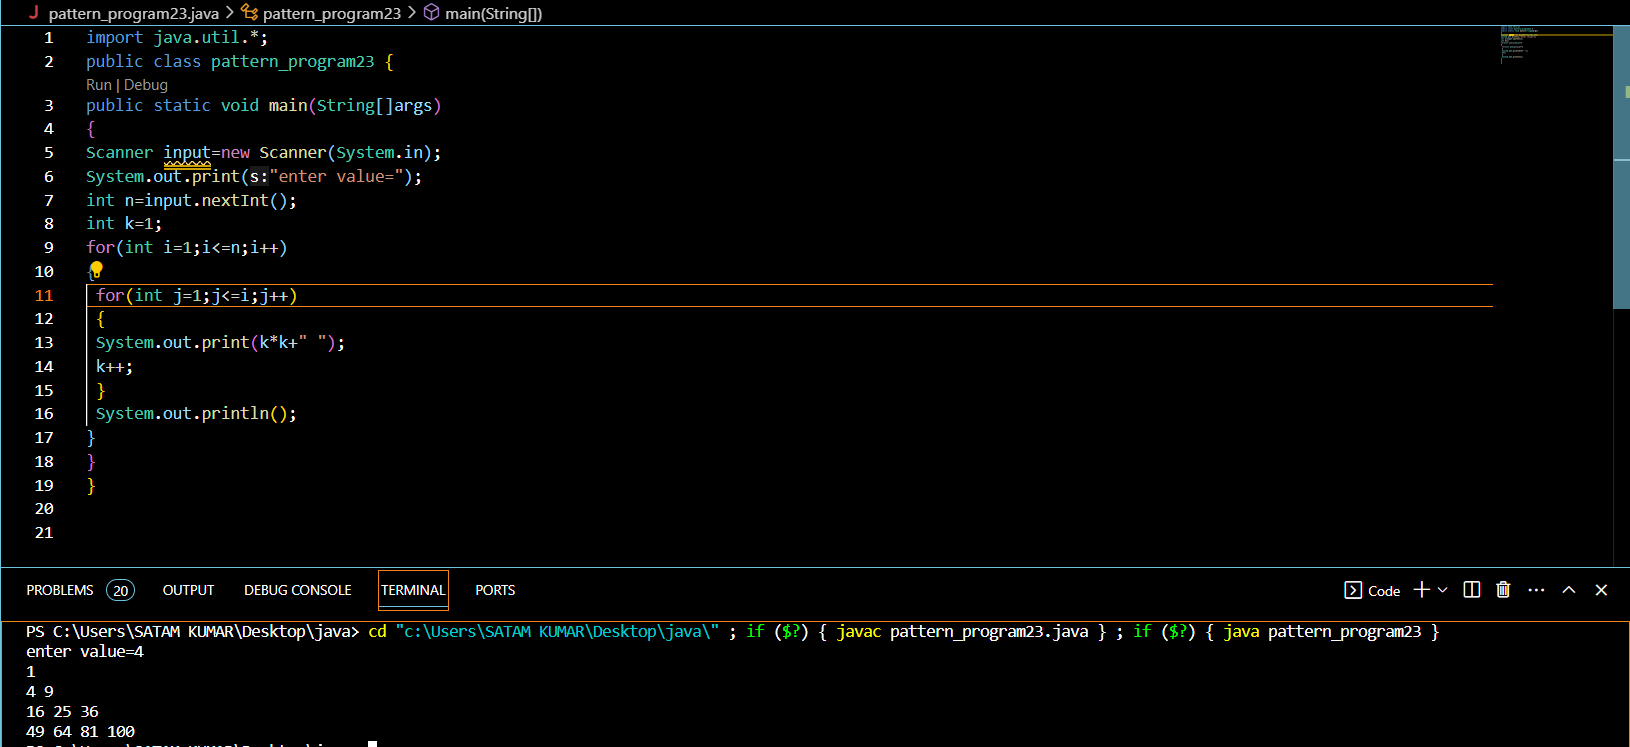 pattern_program23.java > pattern_program23 > main(String[])
1 import java.util.*;
2 public class pattern_program23 {
Run | Debug
3 public static void main(String[]args)
4 {
5 Scanner input=new Scanner(System.in);
6 System.out.print(s:"enter value=");
7 int n=input.nextInt();
8 int k=1;
9 for(int i=1;i<=n;i++)
10 {
11 for(int j=1;j<=i;j++)
12 {
13 System.out.print(k*k+" ");
14 k++;
15 }
16 System.out.println();
17 }
18 }
19 }
20
21
PROBLEMS 20 OUTPUT DEBUG CONSOLE TERMINAL PORTS Code
PS C:\Users\SATAM KUMAR\Desktop\java> cd "c:\Users\SATAM KUMAR\Desktop\java\" ; if ($?) { javac pattern_program23.java } ; if ($?) { java pattern_program23 }
enter value=4
1
4 9
16 25 36
49 64 81 100